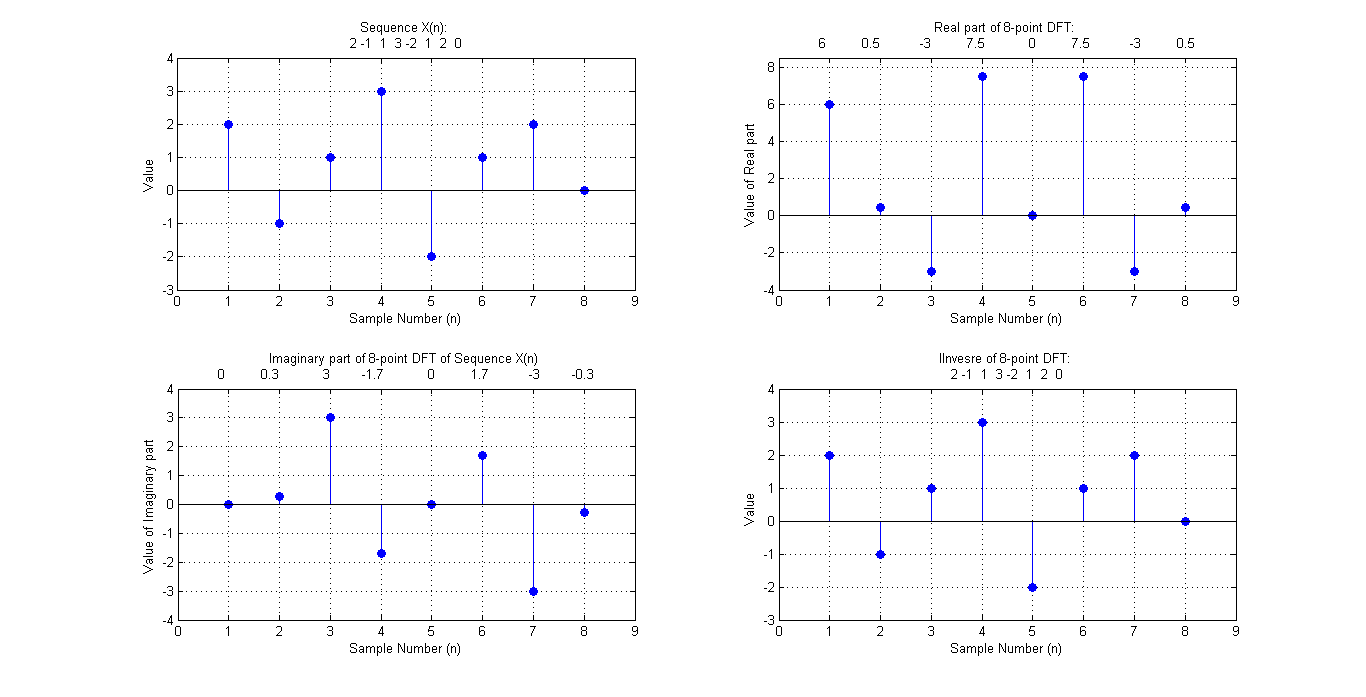 Sequence X(n):
2 -1 1 3 -2 1 2 0
4
3
2
1
0
-1
-2
-3
Value
0 1 2 3 4 5 6 7 8 9
Sample Number (n)
Real part of 8-point DFT:
6 0.5 -3 7.5 0 7.5 -3 0.5
8
6
4
2
0
-2
-4
Value of Real part
0 1 2 3 4 5 6 7 8 9
Sample Number (n)
Imaginary part of 8-point DFT of Sequence X(n)
0 0.3 3 -1.7 0 1.7 -3 -0.3
4
3
2
1
0
-1
-2
-3
-4
Value of Imaginary part
0 1 2 3 4 5 6 7 8 9
Sample Number (n)
IInvesre of 8-point DFT:
2 -1 1 3 -2 1 2 0
4
3
2
1
0
-1
-2
-3
Value
0 1 2 3 4 5 6 7 8 9
Sample Number (n)